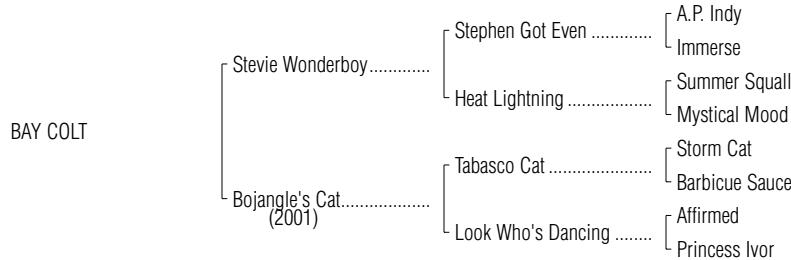 A.P. Indy
Stephen Got Even .............
Immerse
Stevie Wonderboy.............
Summer Squall
Heat Lightning ..................
Mystical Mood
BAY COLT
Storm Cat
Tabasco Cat ......................
Barbicue Sauce
Bojangle's Cat...................
(2001)
Affirmed
Look Who's Dancing ........
Princess Ivor